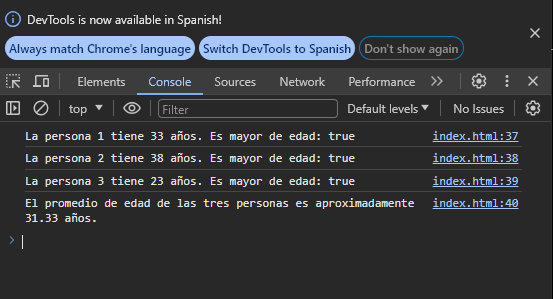 DevTools is now available in Spanish!
Always match Chrome's language Switch DevTools to Spanish Don't show again
Elements Console Sources Network Performance
top Filter Default levels No Issues
La persona 1 tiene 33 años. Es mayor de edad: true index.html:37
La persona 2 tiene 38 años. Es mayor de edad: true index.html:38
La persona 3 tiene 23 años. Es mayor de edad: true index.html:39
El promedio de edad de las tres personas es aproximadamente index.html:40
31.33 años.